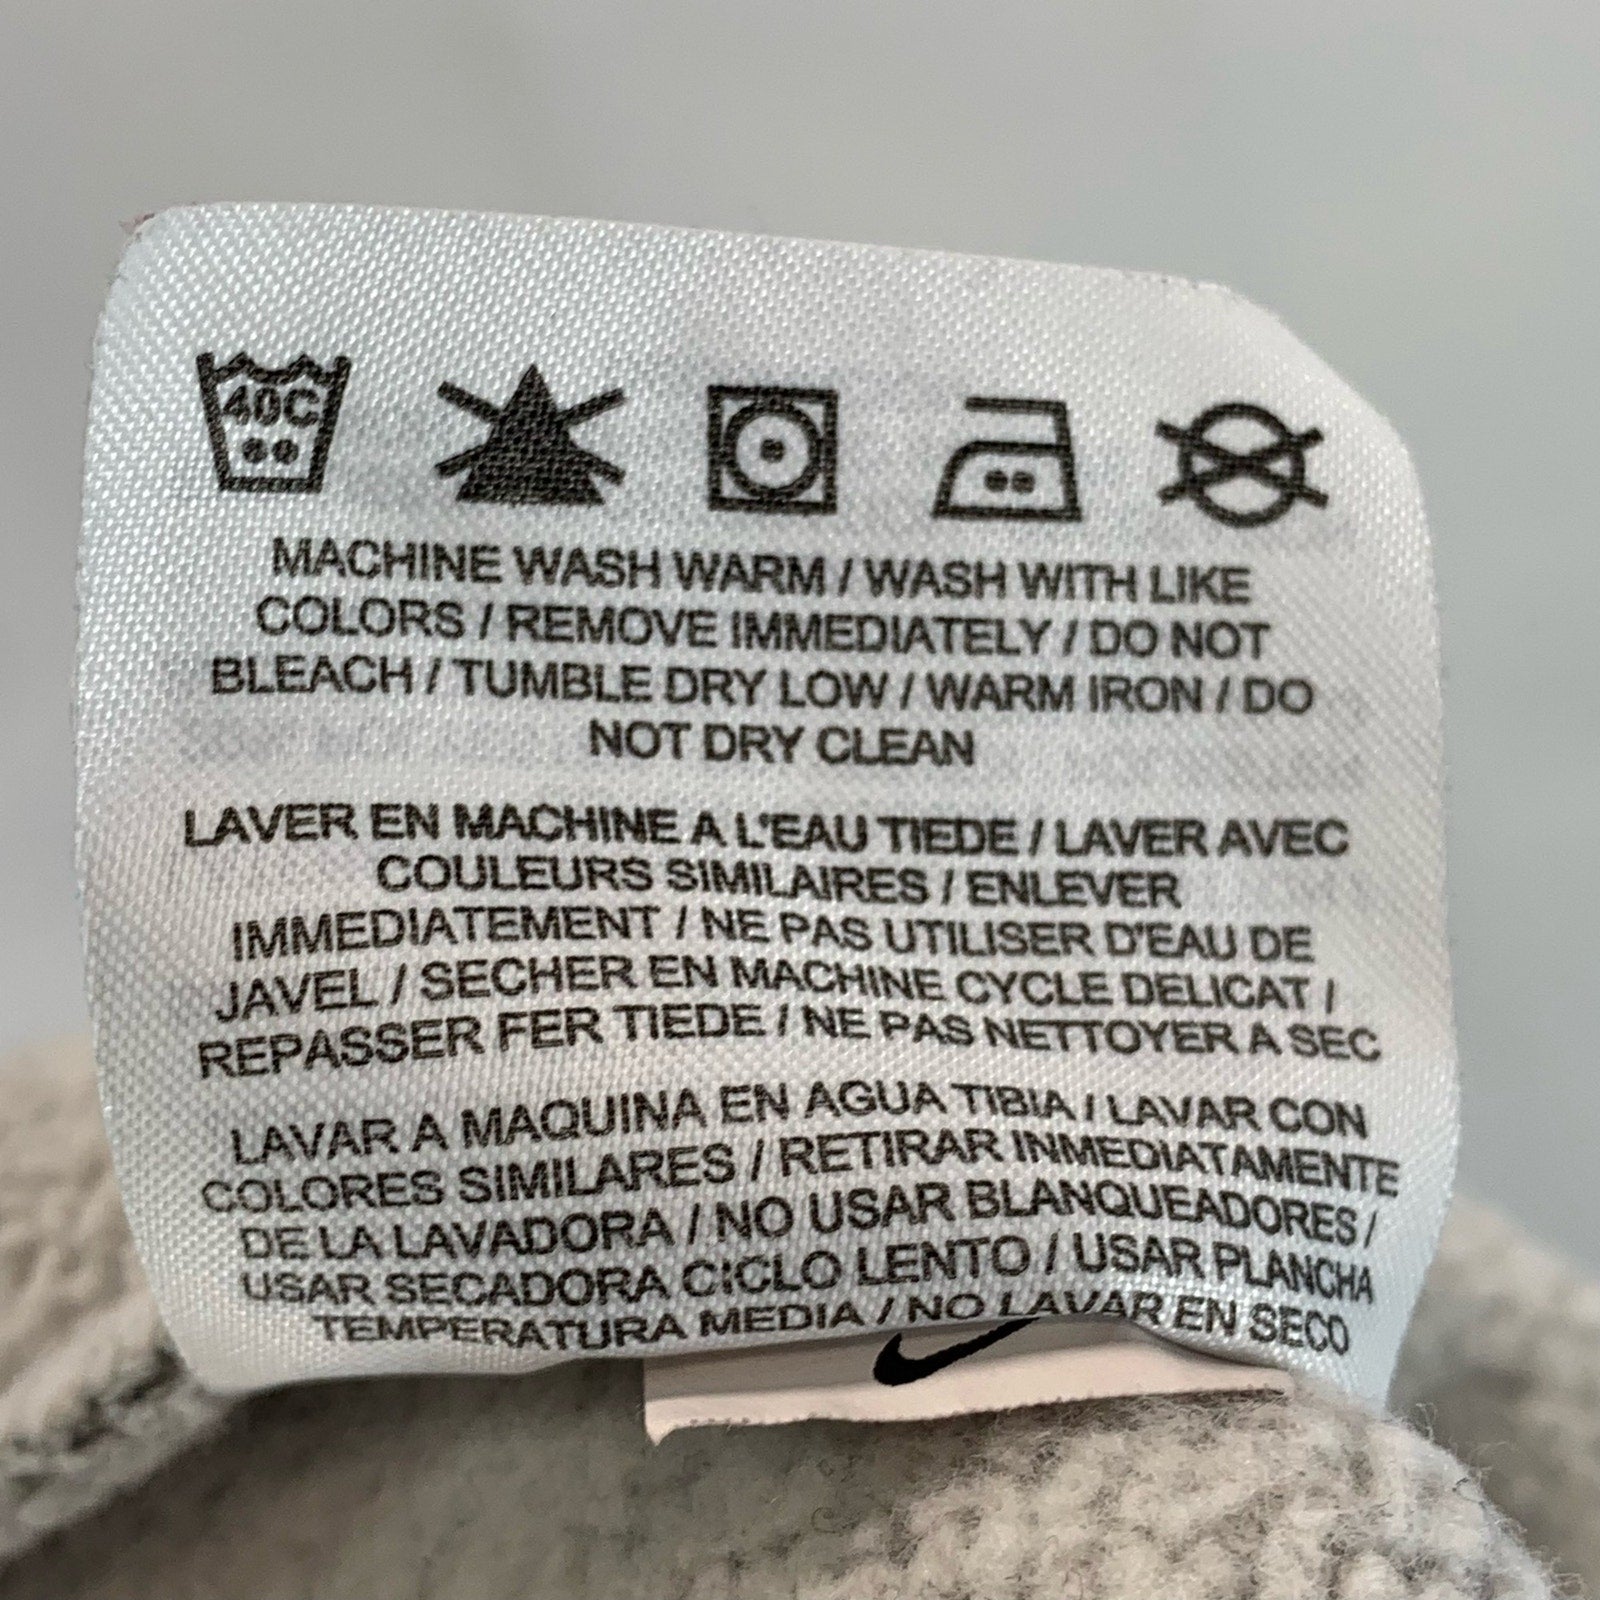 40C
MACHINE WASH WARM / WASH WITH LIKE
COLORS / REMOVE IMMEDIATELY / DO NOT
BLEACH / TUMBLE DRY LOW / WARM IRON / DO
NOT DRY CLEAN
LAVER EN MACHINE A L'EAU TIEDE / LAVER AVEC
COULEURS SIMILAIRES / ENLEVER
IMMEDIATEMENT / NE PAS UTILISER D'EAU DE
JAVEL / SECHER EN MACHINE CYCLE DELICAT /
REPASSER FER TIEDE / NE PAS NETTOYER A SEC
LAVAR A MAQUINA EN AGUA TIBIA / LAVAR CON
COLORES SIMILARES / RETIRAR INMEDIATAMENTE
DE LA LAVADORA / NO USAR BLANQUEADORES /
USAR SECADORA CICLO LENTO / USAR PLANCHA
TEMPERATURA MEDIA / NO LAVAR EN SECO